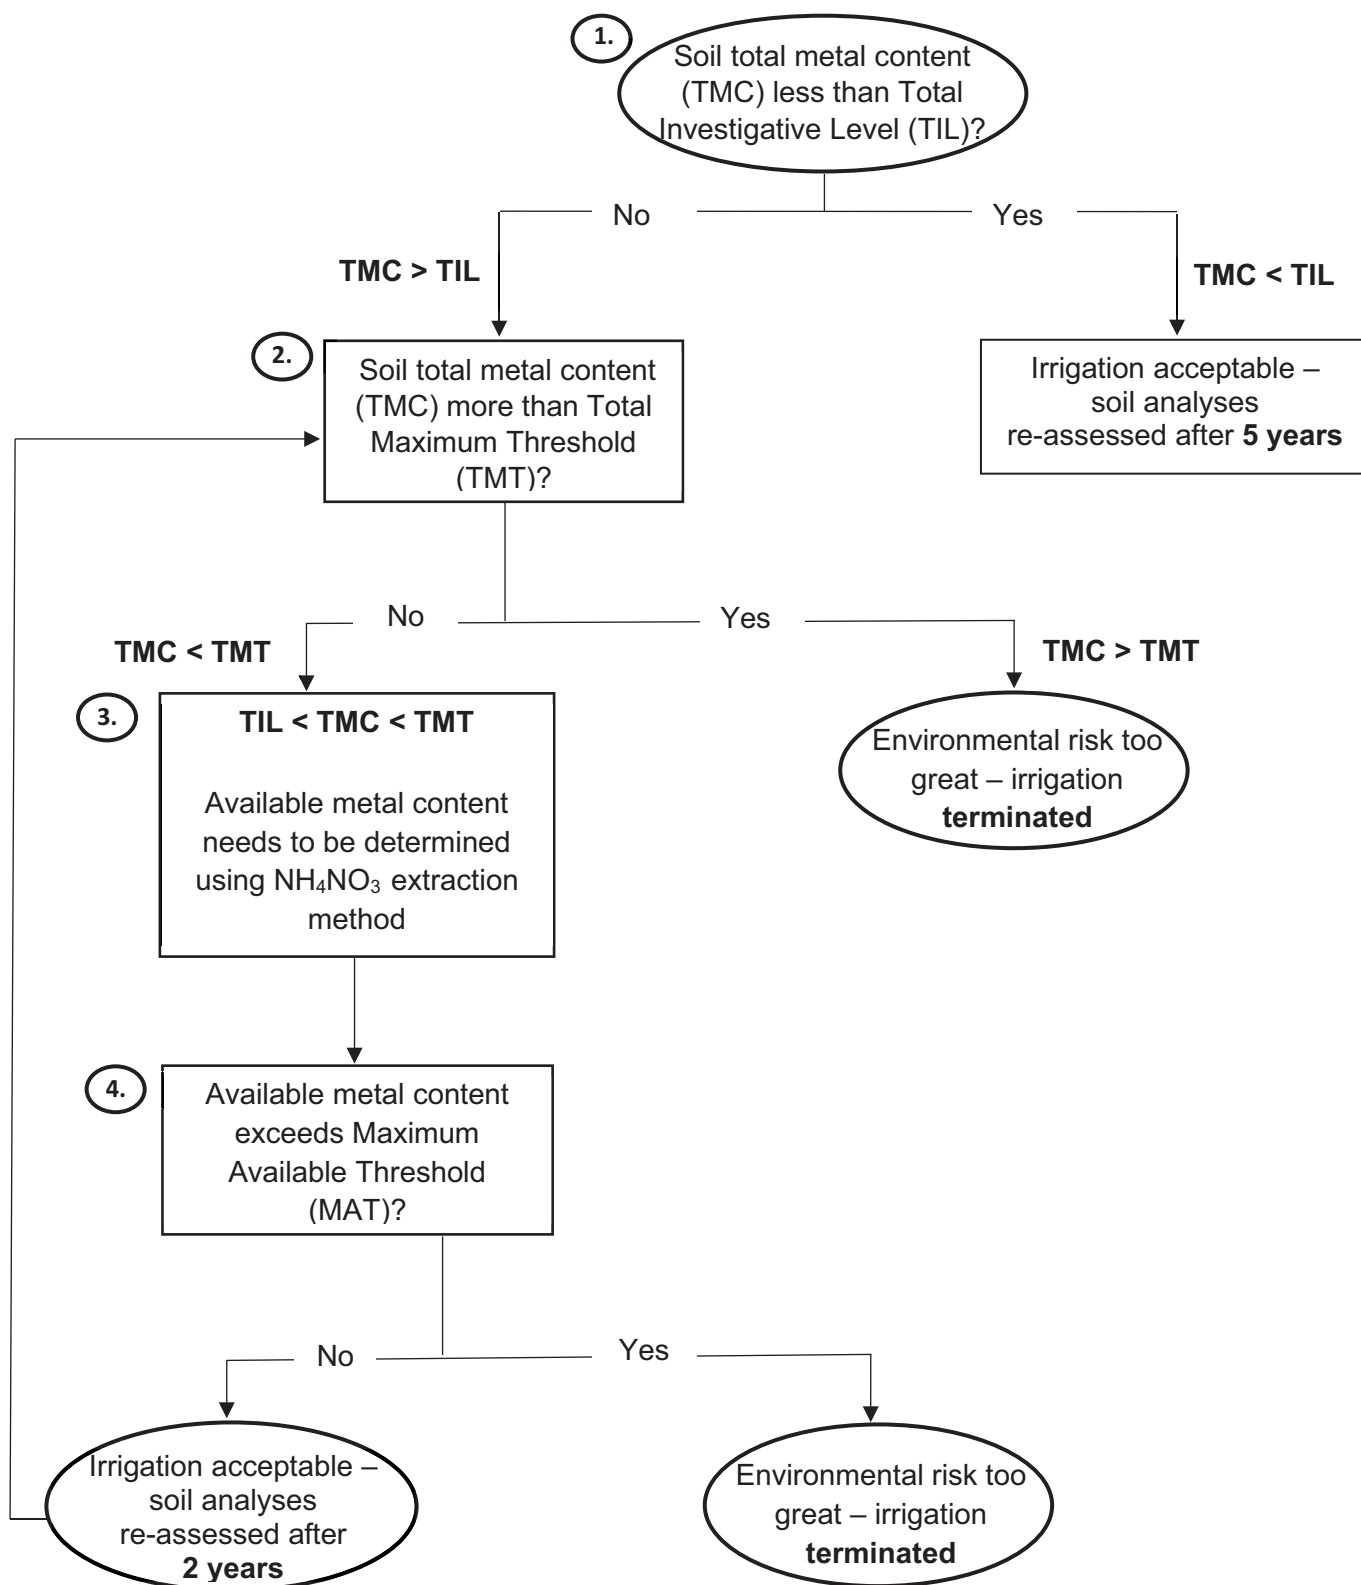 1.
Soil total metal content
(TMC) less than Total
Investigative Level (TIL)?
No
Yes
TMC > TIL
TMC < TIL
2.
Soil total metal content
(TMC) more than Total
Maximum Threshold
(TMT)?
Irrigation acceptable –
soil analyses
re-assessed after 5 years
No
Yes
TMC < TMT
TMC > TMT
3.
TIL < TMC < TMT
Available metal content
needs to be determined
using NH₄NO₃ extraction
method
Environmental risk too
great – irrigation
terminated
4.
Available metal content
exceeds Maximum
Available Threshold
(MAT)?
No
Yes
Irrigation acceptable –
soil analyses
re-assessed after
2 years
Environmental risk too
great – irrigation
terminated